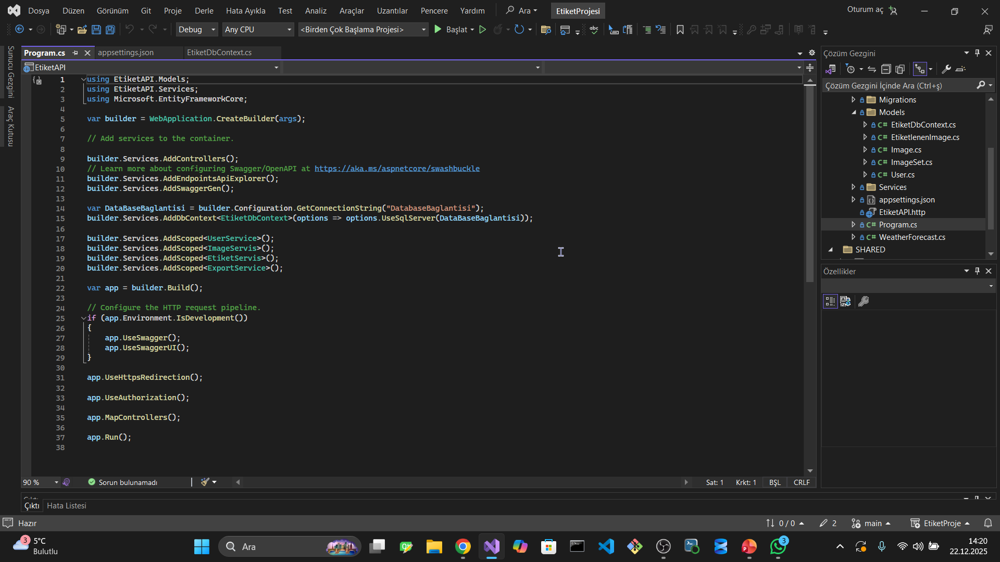 Dosya Düzen Görünüm Git Proje Derle Hata Ayıkla Test Analiz Araçlar Uzantılar Pencere Yardım Ara EtiketProjesi Oturum aç
Debug Any CPU <Birden Çok Başlama Projesi> Başlat
Sunucu Gezgini
Araç Kutusu
Program.cs appsettings.json EtiketDbContext.cs
EtiketAPI
1 using EtiketAPI.Models;
2 using EtiketAPI.Services;
3 using Microsoft.EntityFrameworkCore;
4
5 var builder = WebApplication.CreateBuilder(args);
6
7 // Add services to the container.
8
9 builder.Services.AddControllers();
10 // Learn more about configuring Swagger/OpenAPI at https://aka.ms/aspnetcore/swashbuckle
11 builder.Services.AddEndpointsApiExplorer();
12 builder.Services.AddSwaggerGen();
13
14 var DataBaseBaglantisi = builder.Configuration.GetConnectionString("DatabaseBaglantisi");
15 builder.Services.AddDbContext<EtiketDbContext>(options => options.UseSqlServer(DataBaseBaglantisi));
16
17 builder.Services.AddScoped<UserService>();
18 builder.Services.AddScoped<ImageServis>();
19 builder.Services.AddScoped<EtiketServis>();
20 builder.Services.AddScoped<ExportService>();
21
22 var app = builder.Build();
23
24 // Configure the HTTP request pipeline.
25 if (app.Environment.IsDevelopment())
26 {
27 app.UseSwagger();
28 app.UseSwaggerUI();
29 }
30
31 app.UseHttpsRedirection();
32
33 app.UseAuthorization();
34
35 app.MapControllers();
36
37 app.Run();
38
90 % Sorun bulunamadı Sat: 1 Krkt: 1 BŞL CRLF
Çözüm Gezgini
Çözüm Gezgini İçinde Ara (Ctrl+ş)
Migrations
Models
C# EtiketDbContext.cs
C# EtiketlenenImage.cs
C# Image.cs
C# ImageSet.cs
C# User.cs
Services
appsettings.json
EtiketAPI.http
C# Program.cs
C# WeatherForecast.cs
SHARED
Özellikler
Çıktı Hata Listesi
Hazır 0 / 0 2 main EtiketProje
3 5°C
Bulutlu
Ara
3
14:20
22.12.2025